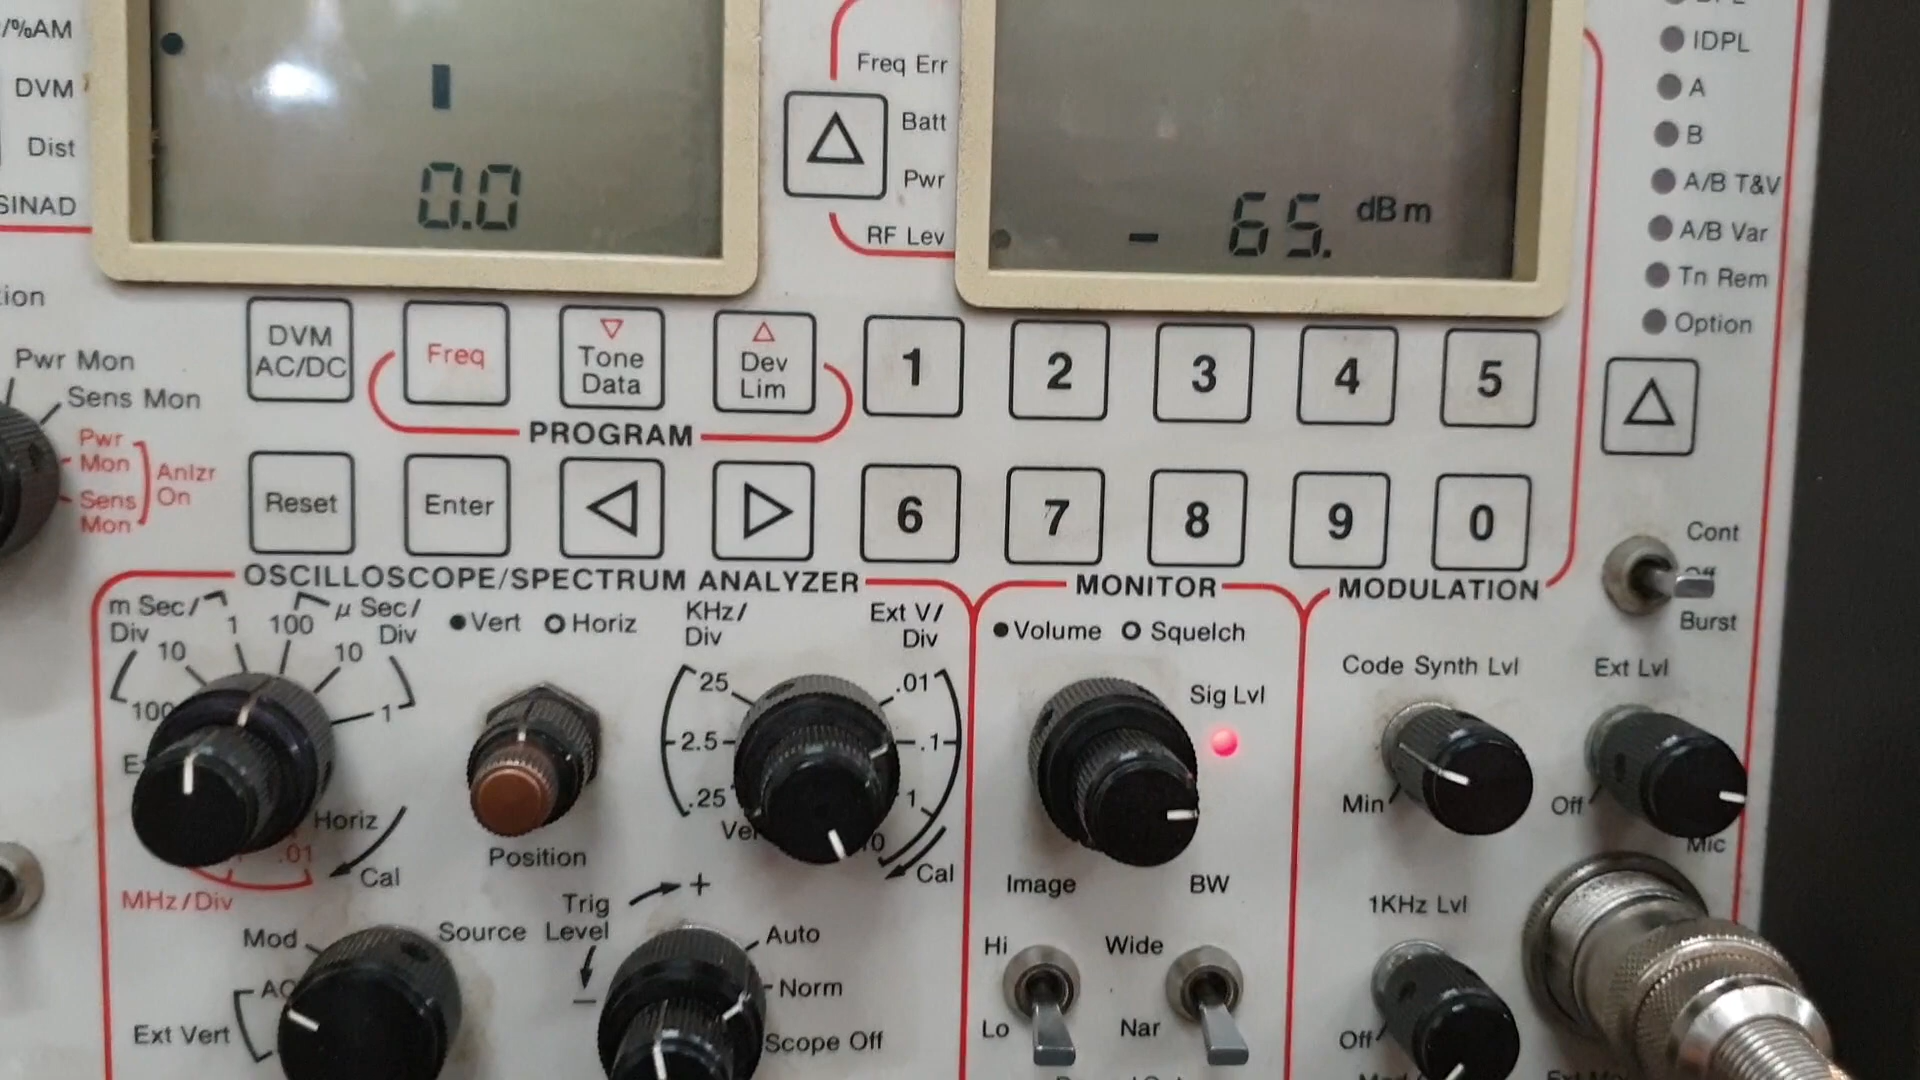 /%AM
DVM
Dist
SINAD
0.0
Freq Err
Batt
Pwr
RF Lev
- 65. dBm
IDPL
A
B
A/B T&V
A/B Var
Tn Rem
Option
Pwr Mon
Sens Mon
Pwr
Mon
Sens
Mon
Anlzr
On
DVM
AC/DC
Freq
Tone
Data
Dev
Lim
PROGRAM
1
2
3
4
5
Reset
Enter
6
7
8
9
0
OSCILLOSCOPE/SPECTRUM ANALYZER
MONITOR
MODULATION
Cont
Off
Burst
m Sec/
Div
μ Sec/
Div
100
10
1
100
10
1
Horiz
.01
Cal
MHz/Div
Vert
Horiz
Position
KHz/
Div
25
2.5
.25
Ext V/
Div
.01
.1
1
Cal
Volume
Squelch
Sig Lvl
Image
BW
Hi
Lo
Wide
Nar
Code Synth Lvl
Min
Ext Lvl
Off
Mic
1KHz Lvl
Off
Mod
AC
Ext Vert
Source
Trig
Level
+
−
Auto
Norm
Scope Off